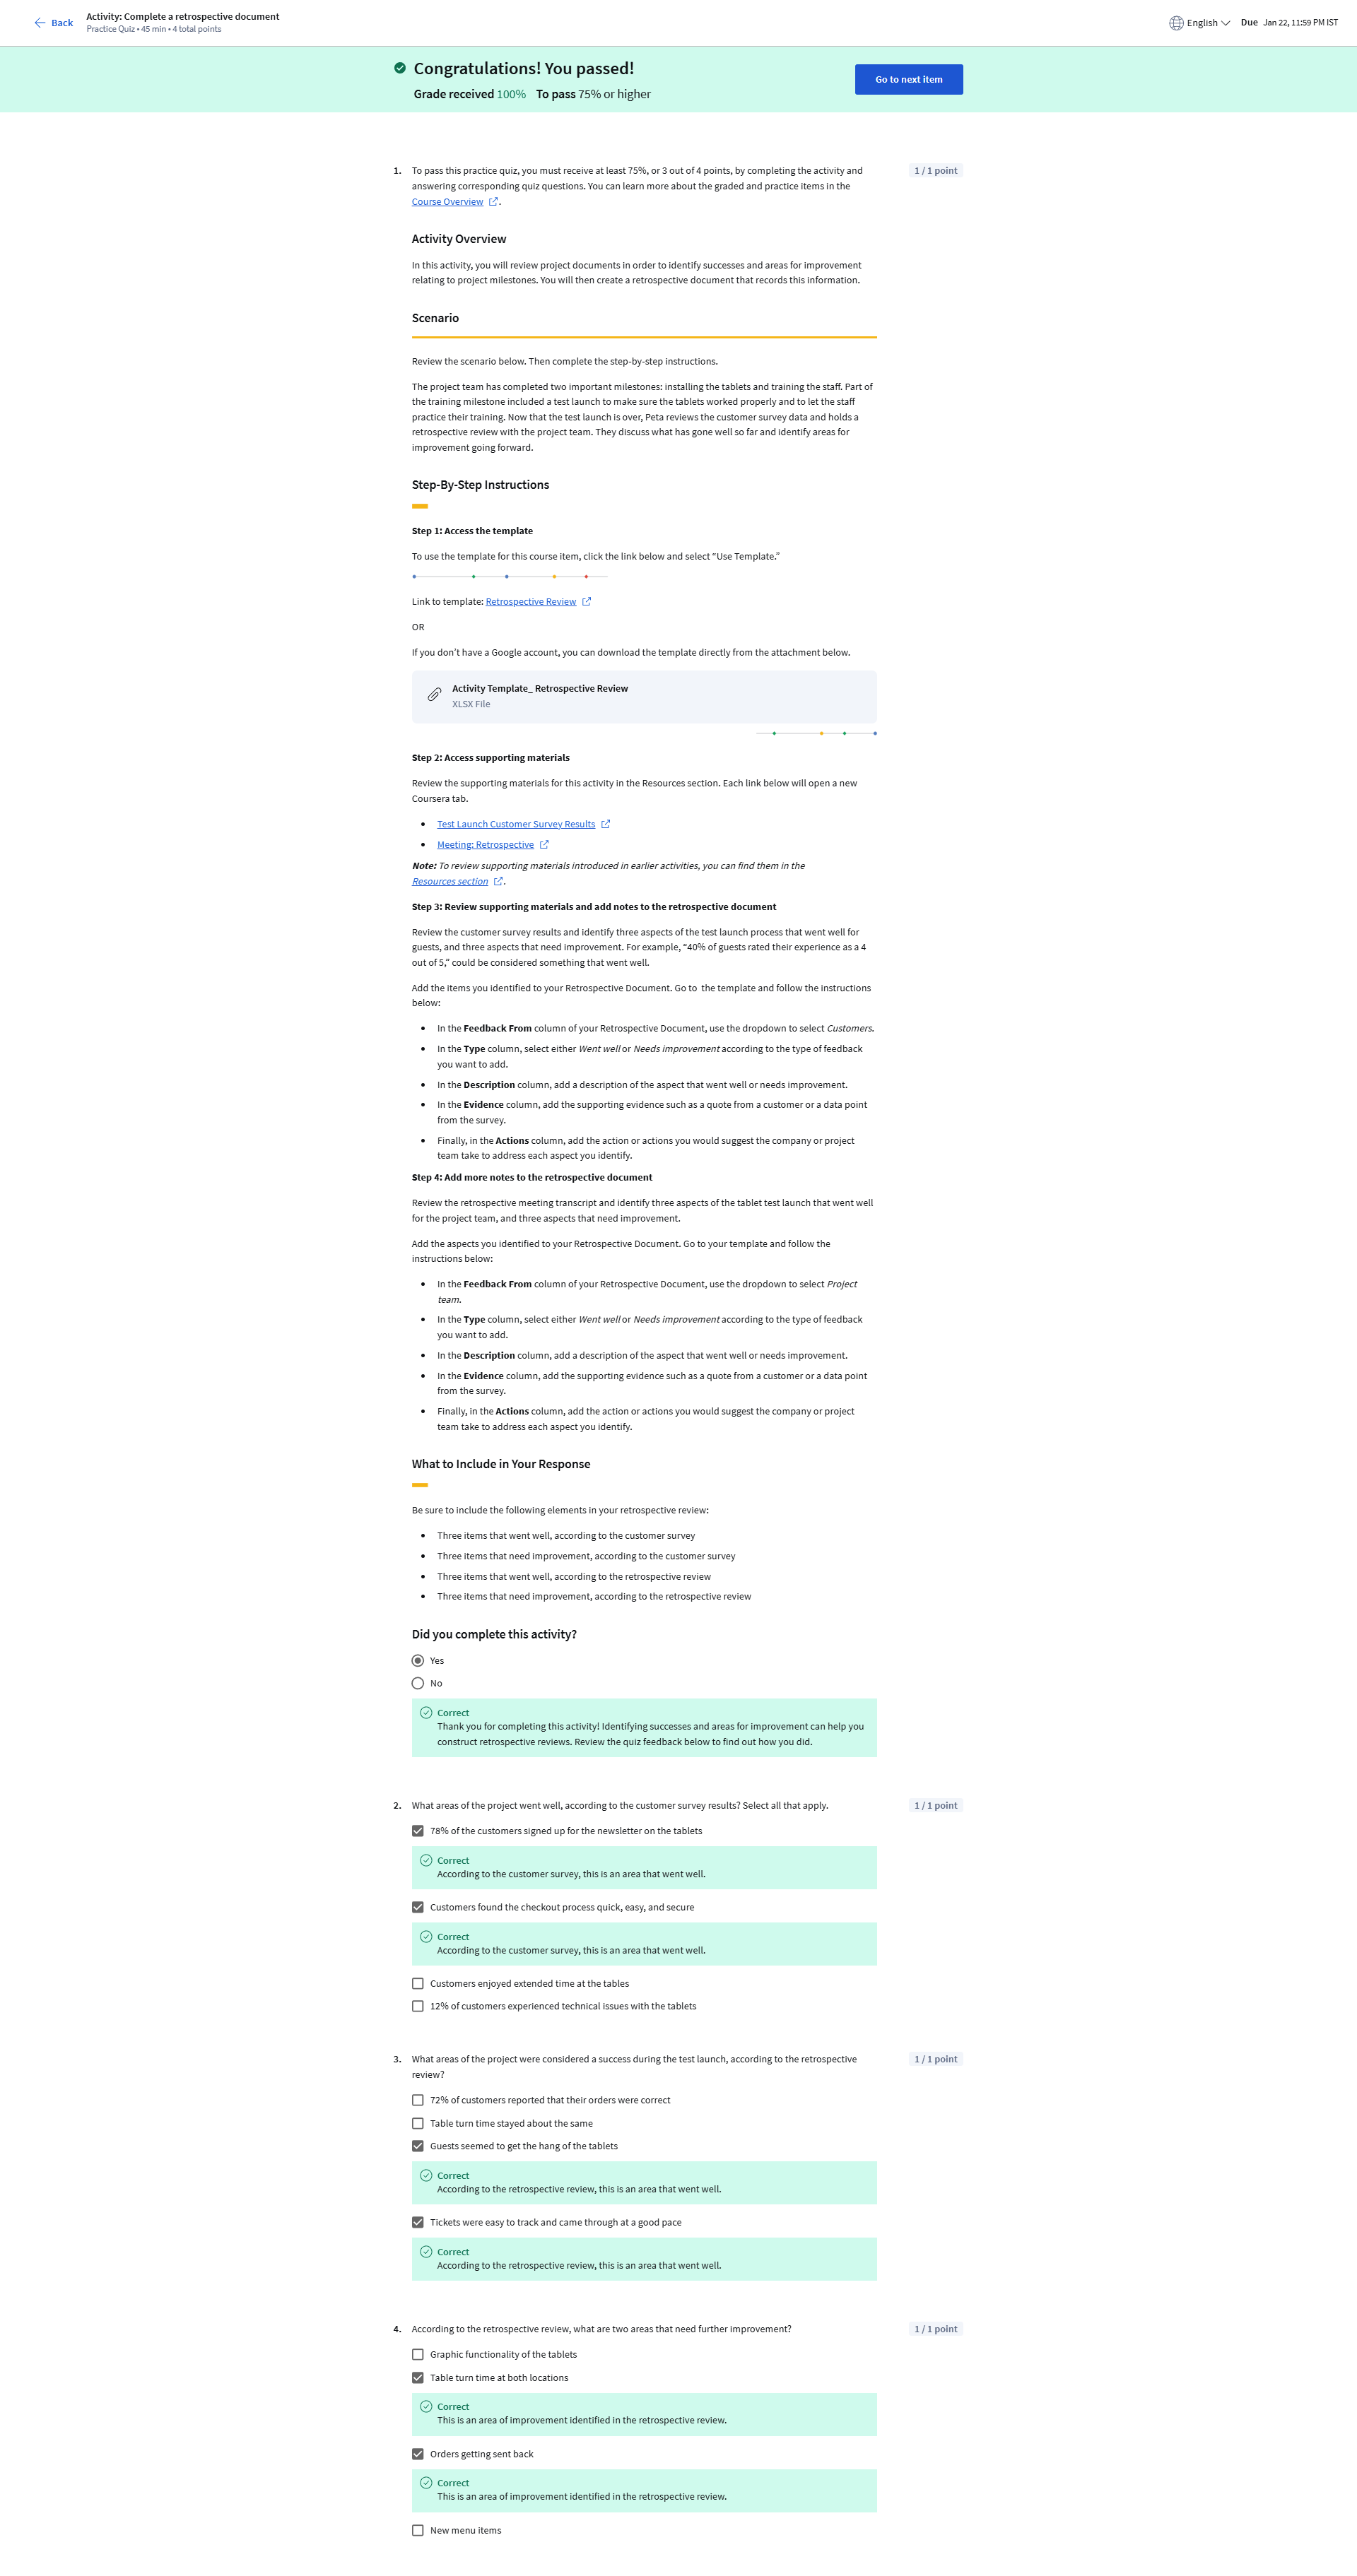 Back
Activity: Complete a retrospective document
Practice Quiz • 45 min • 4 total points
English
Due Jan 22, 11:59 PM IST
Congratulations! You passed!
Grade received 100% To pass 75% or higher
Go to next item
1. To pass this practice quiz, you must receive at least 75%, or 3 out of 4 points, by completing the activity and
answering corresponding quiz questions. You can learn more about the graded and practice items in the
Course Overview.
1 / 1 point
Activity Overview
In this activity, you will review project documents in order to identify successes and areas for improvement
relating to project milestones. You will then create a retrospective document that records this information.
Scenario
Review the scenario below. Then complete the step-by-step instructions.
The project team has completed two important milestones: installing the tablets and training the staff. Part of
the training milestone included a test launch to make sure the tablets worked properly and to let the staff
practice their training. Now that the test launch is over, Peta reviews the customer survey data and holds a
retrospective review with the project team. They discuss what has gone well so far and identify areas for
improvement going forward.
Step-By-Step Instructions
Step 1: Access the template
To use the template for this course item, click the link below and select “Use Template.”
Link to template: Retrospective Review
OR
If you don’t have a Google account, you can download the template directly from the attachment below.
Activity Template_ Retrospective Review
XLSX File
Step 2: Access supporting materials
Review the supporting materials for this activity in the Resources section. Each link below will open a new
Coursera tab.
• Test Launch Customer Survey Results
• Meeting: Retrospective
Note: To review supporting materials introduced in earlier activities, you can find them in the
Resources section.
Step 3: Review supporting materials and add notes to the retrospective document
Review the customer survey results and identify three aspects of the test launch process that went well for
guests, and three aspects that need improvement. For example, “40% of guests rated their experience as a 4
out of 5,” could be considered something that went well.
Add the items you identified to your Retrospective Document. Go to the template and follow the instructions
below:
• In the Feedback From column of your Retrospective Document, use the dropdown to select Customers.
• In the Type column, select either Went well or Needs improvement according to the type of feedback
you want to add.
• In the Description column, add a description of the aspect that went well or needs improvement.
• In the Evidence column, add the supporting evidence such as a quote from a customer or a data point
from the survey.
• Finally, in the Actions column, add the action or actions you would suggest the company or project
team take to address each aspect you identify.
Step 4: Add more notes to the retrospective document
Review the retrospective meeting transcript and identify three aspects of the tablet test launch that went well
for the project team, and three aspects that need improvement.
Add the aspects you identified to your Retrospective Document. Go to your template and follow the
instructions below:
• In the Feedback From column of your Retrospective Document, use the dropdown to select Project
team.
• In the Type column, select either Went well or Needs improvement according to the type of feedback
you want to add.
• In the Description column, add a description of the aspect that went well or needs improvement.
• In the Evidence column, add the supporting evidence such as a quote from a customer or a data point
from the survey.
• Finally, in the Actions column, add the action or actions you would suggest the company or project
team take to address each aspect you identify.
What to Include in Your Response
Be sure to include the following elements in your retrospective review:
• Three items that went well, according to the customer survey
• Three items that need improvement, according to the customer survey
• Three items that went well, according to the retrospective review
• Three items that need improvement, according to the retrospective review
Did you complete this activity?
Yes
No
Correct
Thank you for completing this activity! Identifying successes and areas for improvement can help you
construct retrospective reviews. Review the quiz feedback below to find out how you did.
2. What areas of the project went well, according to the customer survey results? Select all that apply.
1 / 1 point
78% of the customers signed up for the newsletter on the tablets
Correct
According to the customer survey, this is an area that went well.
Customers found the checkout process quick, easy, and secure
Correct
According to the customer survey, this is an area that went well.
Customers enjoyed extended time at the tables
12% of customers experienced technical issues with the tablets
3. What areas of the project were considered a success during the test launch, according to the retrospective
review?
1 / 1 point
72% of customers reported that their orders were correct
Table turn time stayed about the same
Guests seemed to get the hang of the tablets
Correct
According to the retrospective review, this is an area that went well.
Tickets were easy to track and came through at a good pace
Correct
According to the retrospective review, this is an area that went well.
4. According to the retrospective review, what are two areas that need further improvement?
1 / 1 point
Graphic functionality of the tablets
Table turn time at both locations
Correct
This is an area of improvement identified in the retrospective review.
Orders getting sent back
Correct
This is an area of improvement identified in the retrospective review.
New menu items